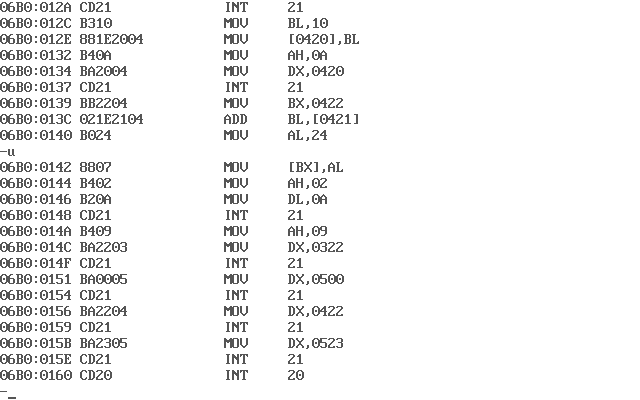 06B0:012A CD21 INT 21
06B0:012C B310 MOV BL,10
06B0:012E 881E2004 MOV [0420],BL
06B0:0132 B40A MOV AH,0A
06B0:0134 BA2004 MOV DX,0420
06B0:0137 CD21 INT 21
06B0:0139 BB2204 MOV BX,0422
06B0:013C 021E2104 ADD BL,[0421]
06B0:0140 B024 MOV AL,24
-u
06B0:0142 8807 MOV [BX],AL
06B0:0144 B402 MOV AH,02
06B0:0146 B20A MOV DL,0A
06B0:0148 CD21 INT 21
06B0:014A B409 MOV AH,09
06B0:014C BA2203 MOV DX,0322
06B0:014F CD21 INT 21
06B0:0151 BA0005 MOV DX,0500
06B0:0154 CD21 INT 21
06B0:0156 BA2204 MOV DX,0422
06B0:0159 CD21 INT 21
06B0:015B BA2305 MOV DX,0523
06B0:015E CD21 INT 21
06B0:0160 CD20 INT 20
-_